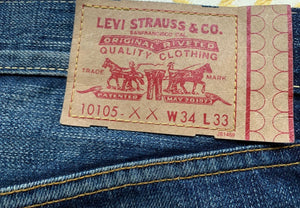 LEVI STRAUSS & CO.
SAN FRANCISCO CAL.
ORIGINAL RIVETED
QUALITY CLOTHING
TRADE MARK
PATENTED MAY 20 1873
10105-XX W34 L33